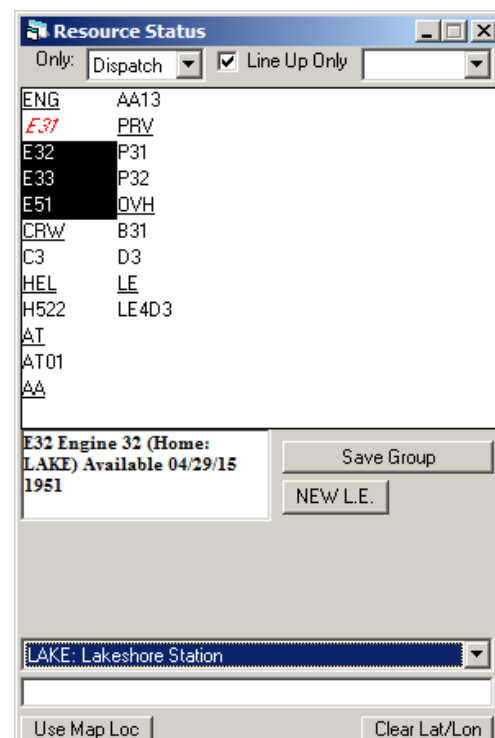 Resource Status
Only: Dispatch Line Up Only
ENG AA13
E31 PRV
E32 P31
E33 P32
E51 OVH
CRW B31
C3 D3
HEL LE
H522 LE4D3
AT
AT01
AA
E32 Engine 32 (Home:
LAKE) Available 04/29/15
1951
Save Group
NEW L.E.
LAKE: Lakeshore Station
Use Map Loc Clear Lat/Lon